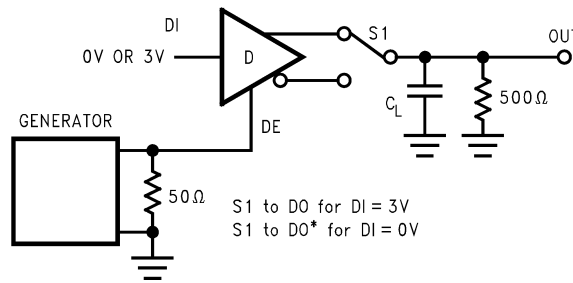 DI
S1
OUT
0V OR 3V
D
C_L
500Ω
DE
GENERATOR
50Ω
S1 to DO for DI = 3V
S1 to DO* for DI = 0V